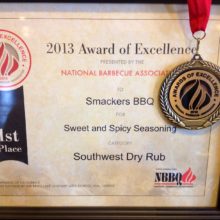 2013 Award of Excellence
PRESENTED BY THE
NATIONAL BARBECUE ASSOCIATION
TO
Smackers BBQ
FOR
Sweet and Spicy Seasoning
CATEGORY
Southwest Dry Rub
1st
Place
NBBQA
AWARD OF EXCELLENCE